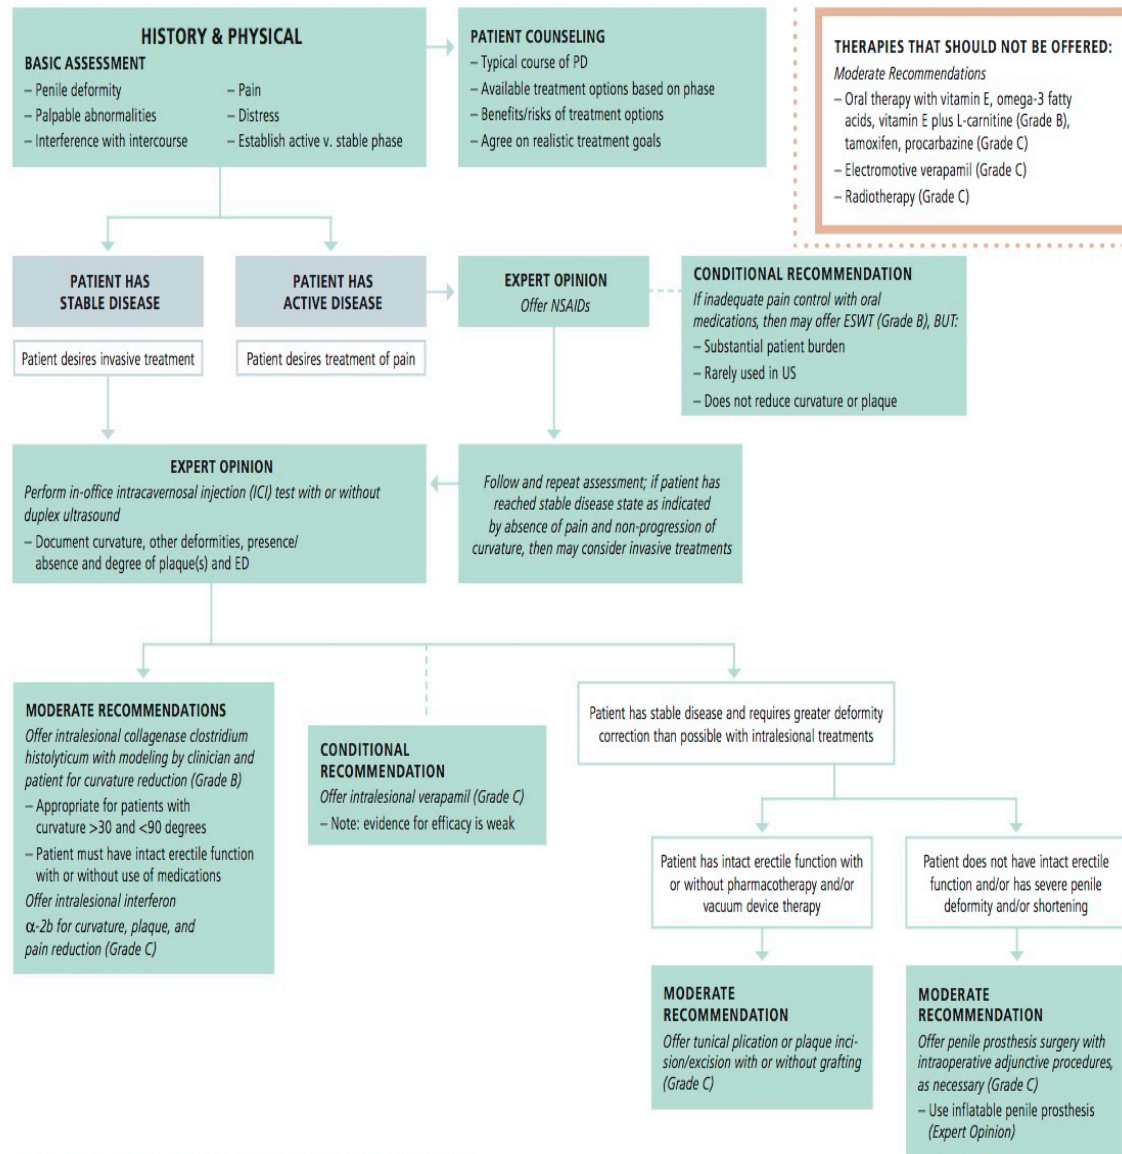 HISTORY & PHYSICAL
BASIC ASSESSMENT
– Penile deformity
– Palpable abnormalities
– Interference with intercourse
– Pain
– Distress
– Establish active v. stable phase
PATIENT COUNSELING
– Typical course of PD
– Available treatment options based on phase
– Benefits/risks of treatment options
– Agree on realistic treatment goals
THERAPIES THAT SHOULD NOT BE OFFERED:
Moderate Recommendations
– Oral therapy with vitamin E, omega-3 fatty
acids, vitamin E plus L-carnitine (Grade B),
tamoxifen, procarbazine (Grade C)
– Electromotive verapamil (Grade C)
– Radiotherapy (Grade C)
PATIENT HAS
STABLE DISEASE
Patient desires invasive treatment
PATIENT HAS
ACTIVE DISEASE
Patient desires treatment of pain
EXPERT OPINION
Offer NSAIDs
CONDITIONAL RECOMMENDATION
If inadequate pain control with oral
medications, then may offer ESWT (Grade B), BUT:
– Substantial patient burden
– Rarely used in US
– Does not reduce curvature or plaque
EXPERT OPINION
Perform in-office intracavernosal injection (ICI) test with or without
duplex ultrasound
– Document curvature, other deformities, presence/
absence and degree of plaque(s) and ED
Follow and repeat assessment; if patient has
reached stable disease state as indicated
by absence of pain and non-progression of
curvature, then may consider invasive treatments
MODERATE RECOMMENDATIONS
Offer intralesional collagenase clostridium
histolyticum with modeling by clinician and
patient for curvature reduction (Grade B)
– Appropriate for patients with
curvature >30 and <90 degrees
– Patient must have intact erectile function
with or without use of medications
Offer intralesional interferon
α-2b for curvature, plaque, and
pain reduction (Grade C)
CONDITIONAL
RECOMMENDATION
Offer intralesional verapamil (Grade C)
– Note: evidence for efficacy is weak
Patient has stable disease and requires greater deformity
correction than possible with intralesional treatments
Patient has intact erectile function with
or without pharmacotherapy and/or
vacuum device therapy
Patient does not have intact erectile
function and/or has severe penile
deformity and/or shortening
MODERATE
RECOMMENDATION
Offer tunical plication or plaque inci-
sion/excision with or without grafting
(Grade C)
MODERATE
RECOMMENDATION
Offer penile prosthesis surgery with
intraoperative adjunctive procedures,
as necessary (Grade C)
– Use inflatable penile prosthesis
(Expert Opinion)